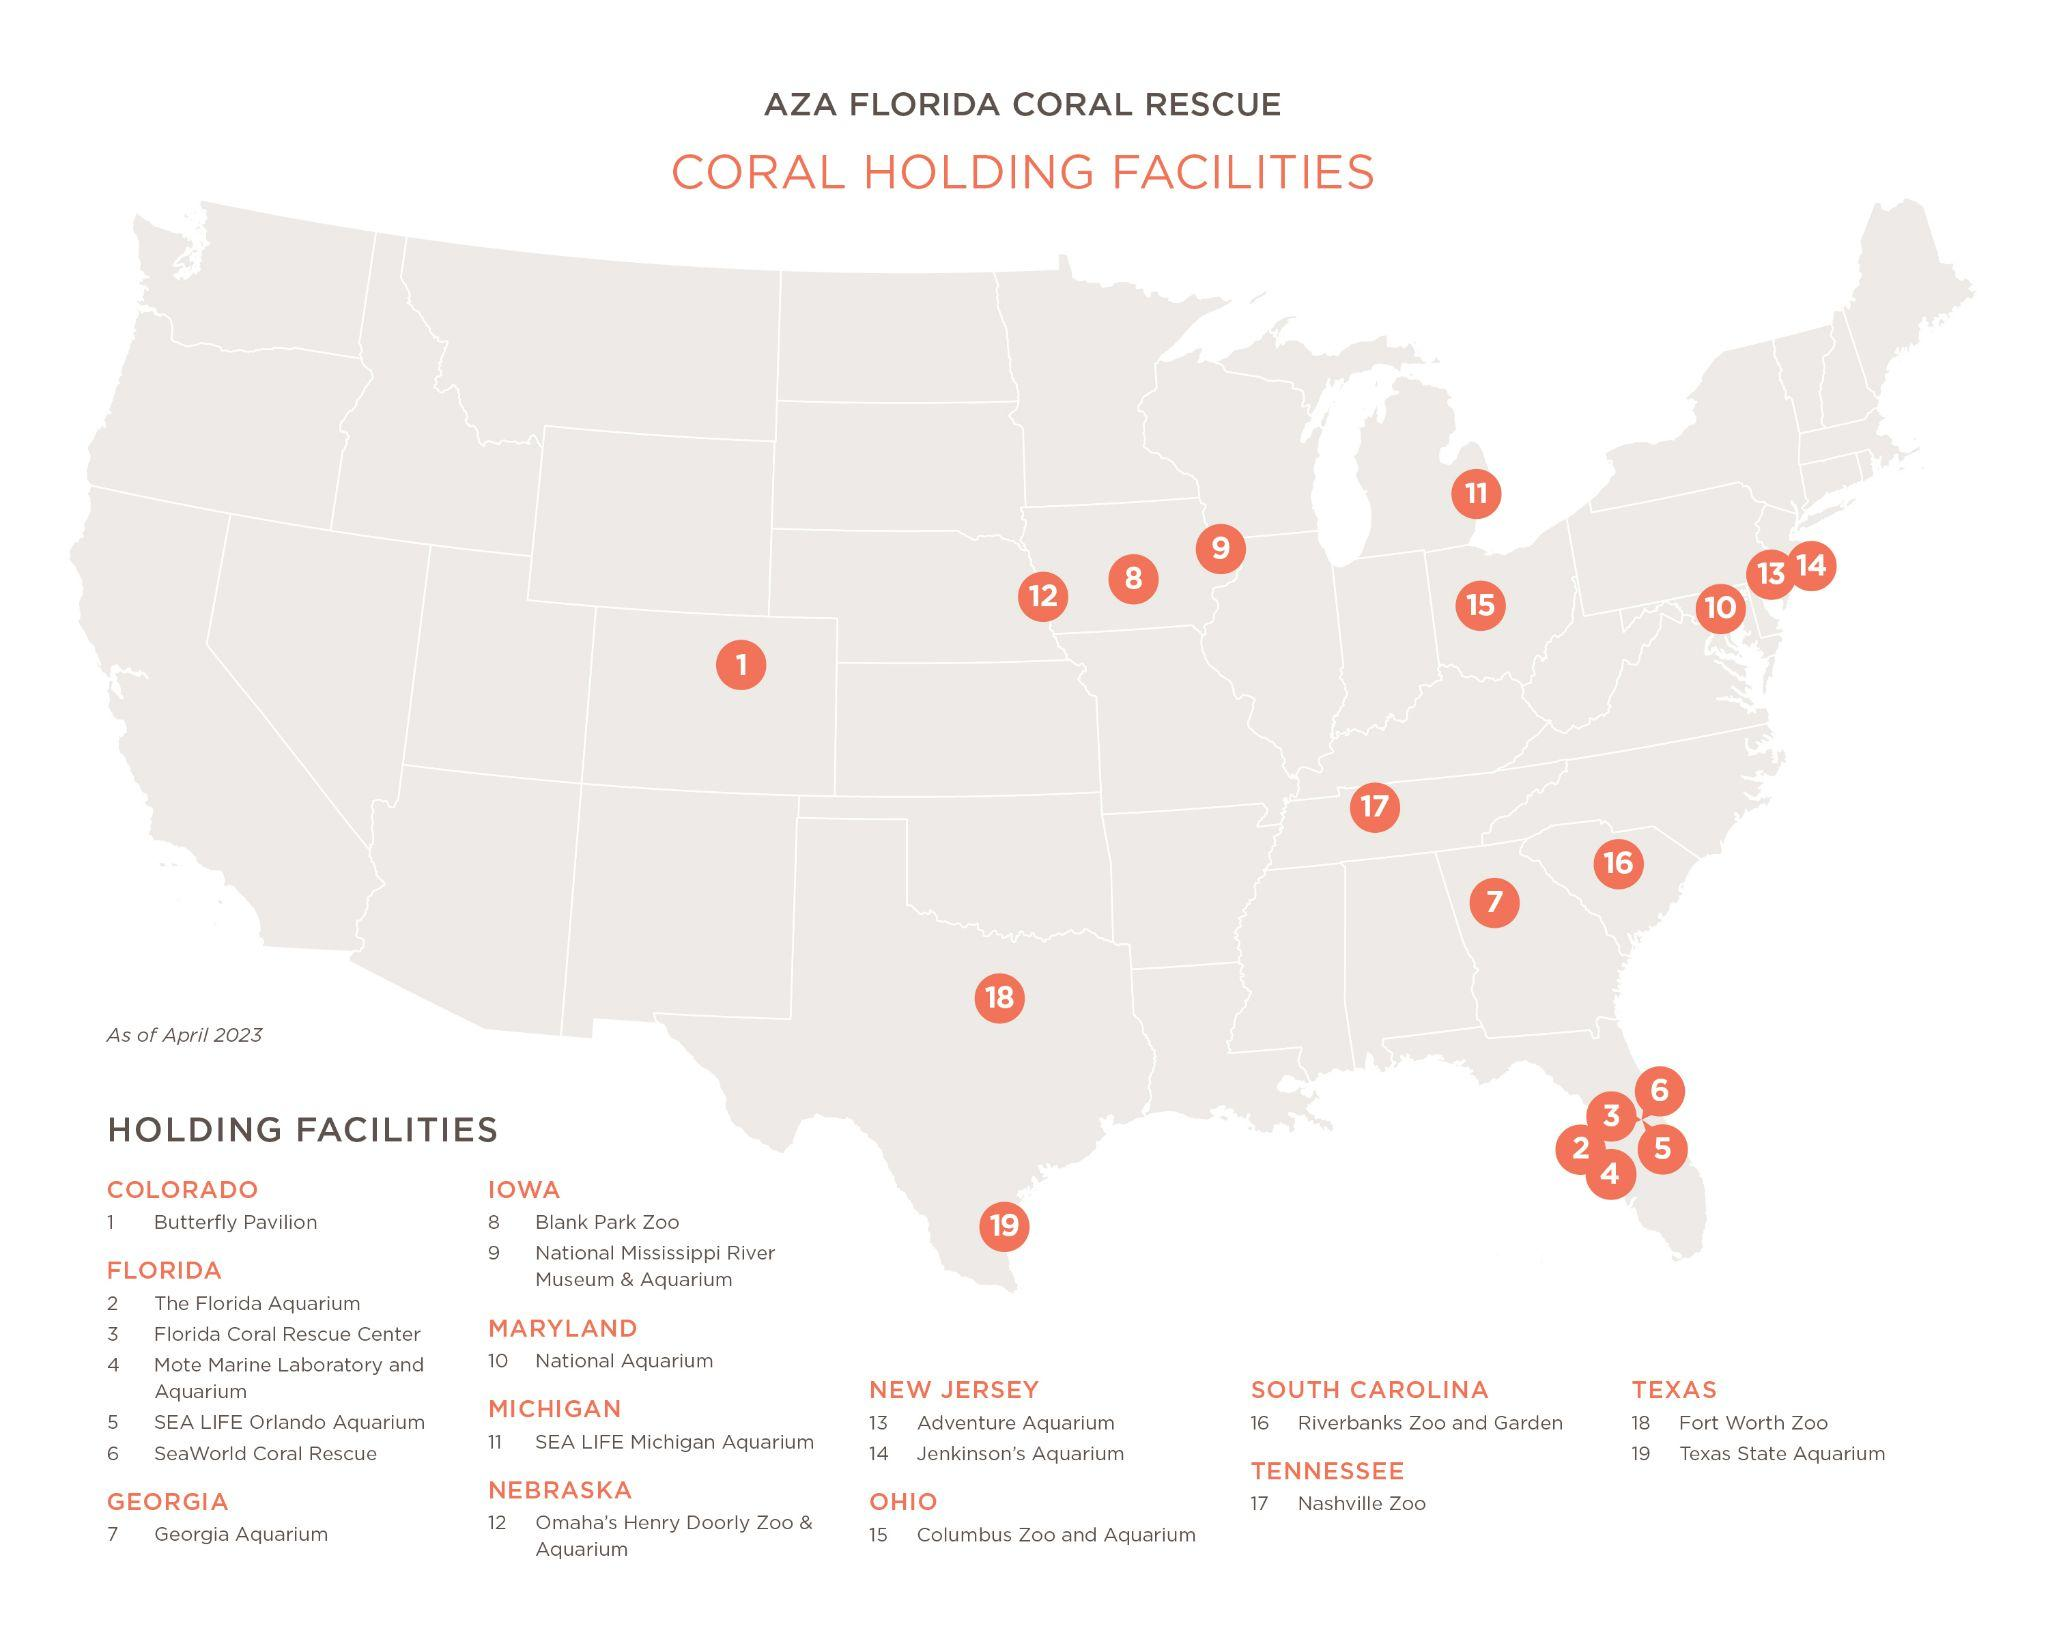 AZA FLORIDA CORAL RESCUE
CORAL HOLDING FACILITIES
11
9
14
13
8
12
15
10
1
17
16
7
18
6
3
2
5
4
19
As of April 2023
HOLDING FACILITIES
COLORADO
1 Butterfly Pavilion
FLORIDA
2 The Florida Aquarium
3 Florida Coral Rescue Center
4 Mote Marine Laboratory and
Aquarium
5 SEA LIFE Orlando Aquarium
6 SeaWorld Coral Rescue
GEORGIA
7 Georgia Aquarium
IOWA
8 Blank Park Zoo
9 National Mississippi River
Museum & Aquarium
MARYLAND
10 National Aquarium
MICHIGAN
11 SEA LIFE Michigan Aquarium
NEBRASKA
12 Omaha's Henry Doorly Zoo &
Aquarium
NEW JERSEY
13 Adventure Aquarium
14 Jenkinson's Aquarium
OHIO
15 Columbus Zoo and Aquarium
SOUTH CAROLINA
16 Riverbanks Zoo and Garden
TENNESSEE
17 Nashville Zoo
TEXAS
18 Fort Worth Zoo
19 Texas State Aquarium